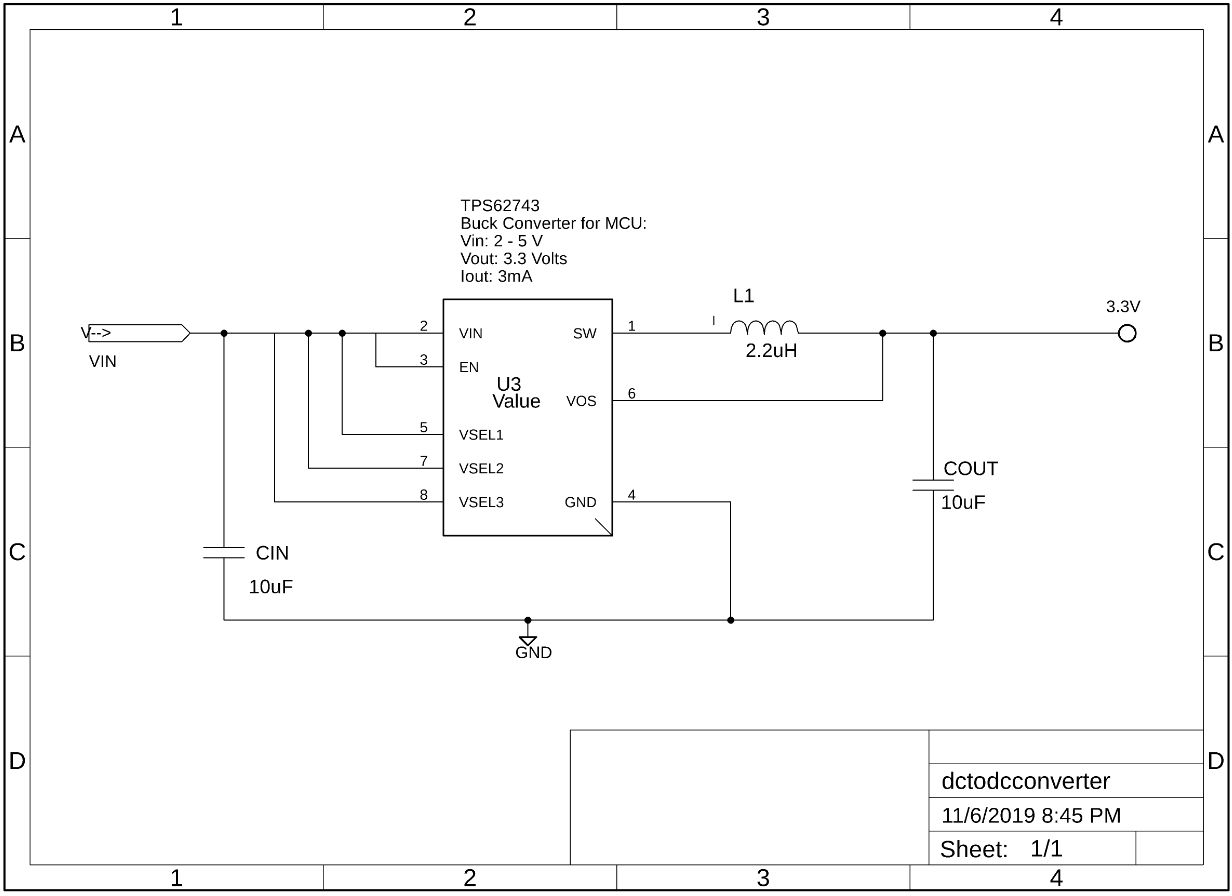 1 2 3 4
A A
TPS62743
Buck Converter for MCU:
Vin: 2 - 5 V
Vout: 3.3 Volts
Iout: 3mA
L1
3.3V
B B
V-->
VIN
2 VIN SW 1
2.2uH
3 EN
U3
Value
VOS 6
5 VSEL1
7 VSEL2
8 VSEL3 GND 4
COUT
10uF
C C
CIN
10uF
GND
D D
dctodcconverter
11/6/2019 8:45 PM
Sheet: 1/1
1 2 3 4